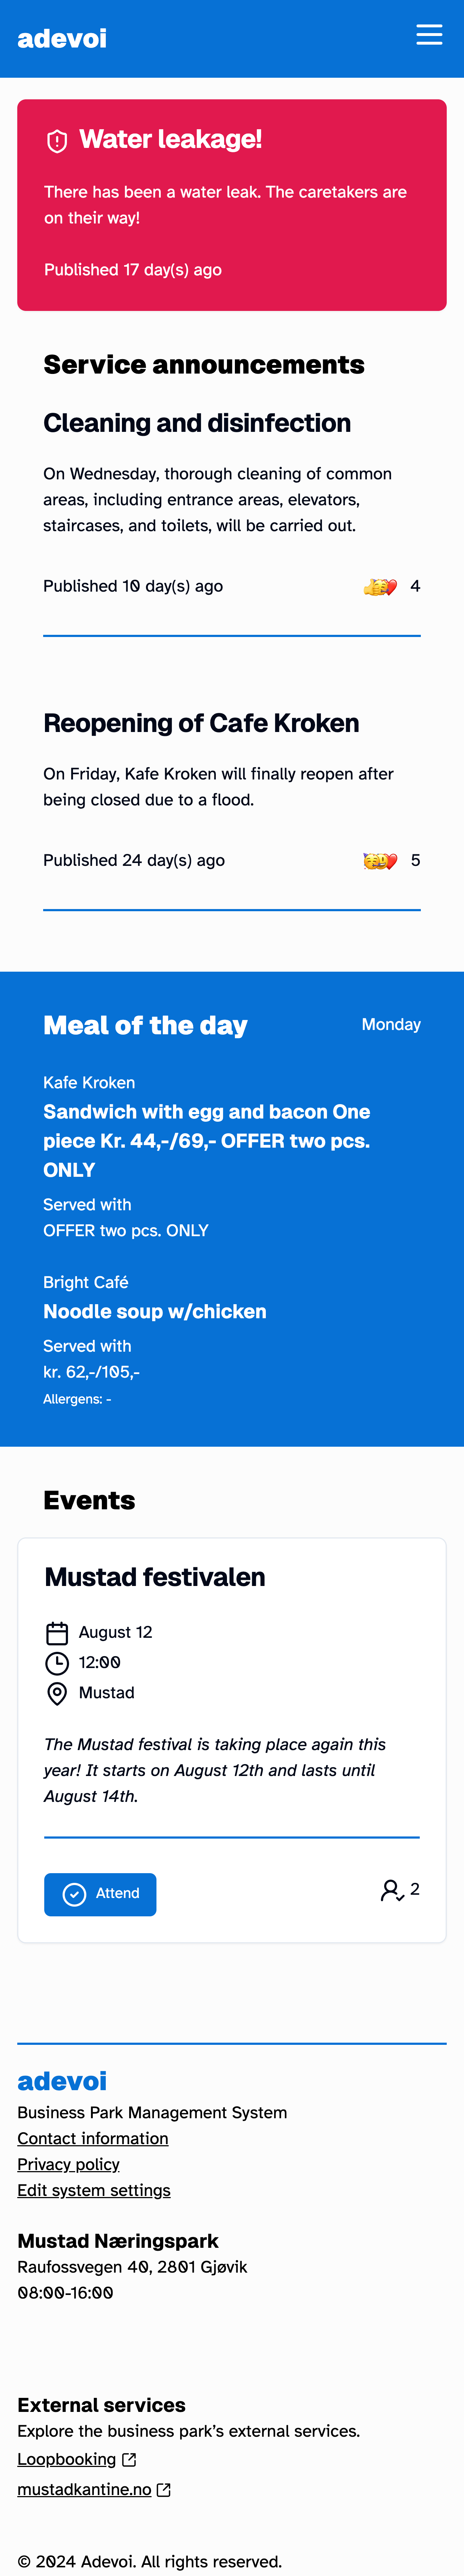 adevoi
Water leakage!
There has been a water leak. The caretakers are
on their way!
Published 17 day(s) ago
Service announcements
Cleaning and disinfection
On Wednesday, thorough cleaning of common
areas, including entrance areas, elevators,
staircases, and toilets, will be carried out.
Published 10 day(s) ago
4
Reopening of Cafe Kroken
On Friday, Kafe Kroken will finally reopen after
being closed due to a flood.
Published 24 day(s) ago
5
Meal of the day
Monday
Kafe Kroken
Sandwich with egg and bacon One
piece Kr. 44,-/69,- OFFER two pcs.
ONLY
Served with
OFFER two pcs. ONLY
Bright Café
Noodle soup w/chicken
Served with
kr. 62,-/105,-
Allergens: -
Events
Mustad festivalen
August 12
12:00
Mustad
The Mustad festival is taking place again this
year! It starts on August 12th and lasts until
August 14th.
Attend
2
adevoi
Business Park Management System
Contact information
Privacy policy
Edit system settings
Mustad Næringspark
Raufossvegen 40, 2801 Gjøvik
08:00-16:00
External services
Explore the business park’s external services.
Loopbooking
mustadkantine.no
© 2024 Adevoi. All rights reserved.